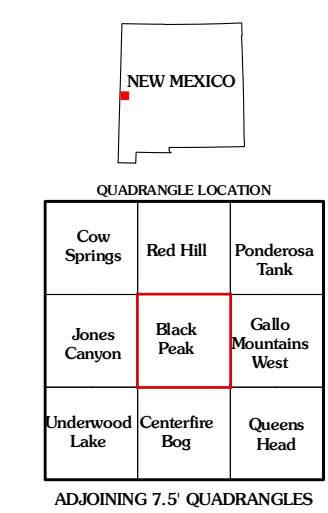 NEW MEXICO
QUADRANGLE LOCATION
Cow
Springs
Red Hill
Ponderosa
Tank
Jones
Canyon
Black
Peak
Gallo
Mountains
West
Underwood
Lake
Centerfire
Bog
Queens
Head
ADJOINING 7.5' QUADRANGLES